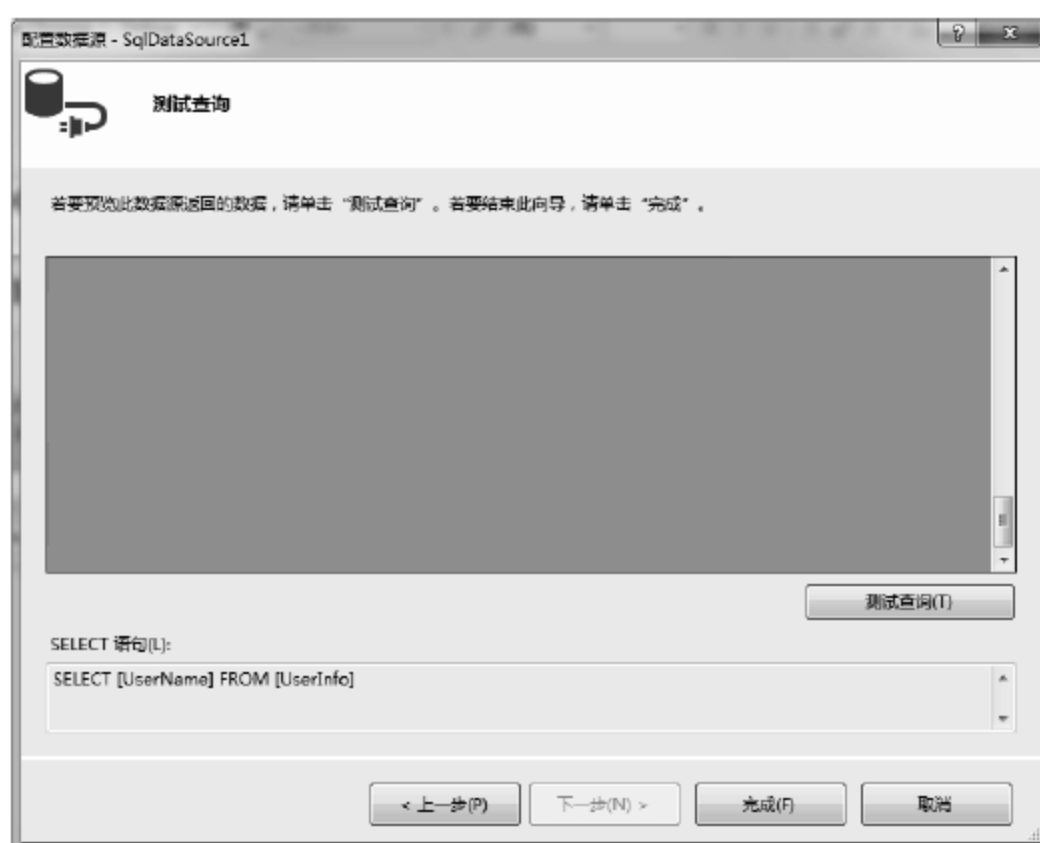 配置数据源 - SqlDataSource1
测试查询
若要预览此数据源返回的数据，请单击“测试查询”。若要结束此向导，请单击“完成”。
测试查询(T)
SELECT 语句(L):
SELECT [UserName] FROM [UserInfo]
< 上一步(P)
下一步(N) >
完成(F)
取消